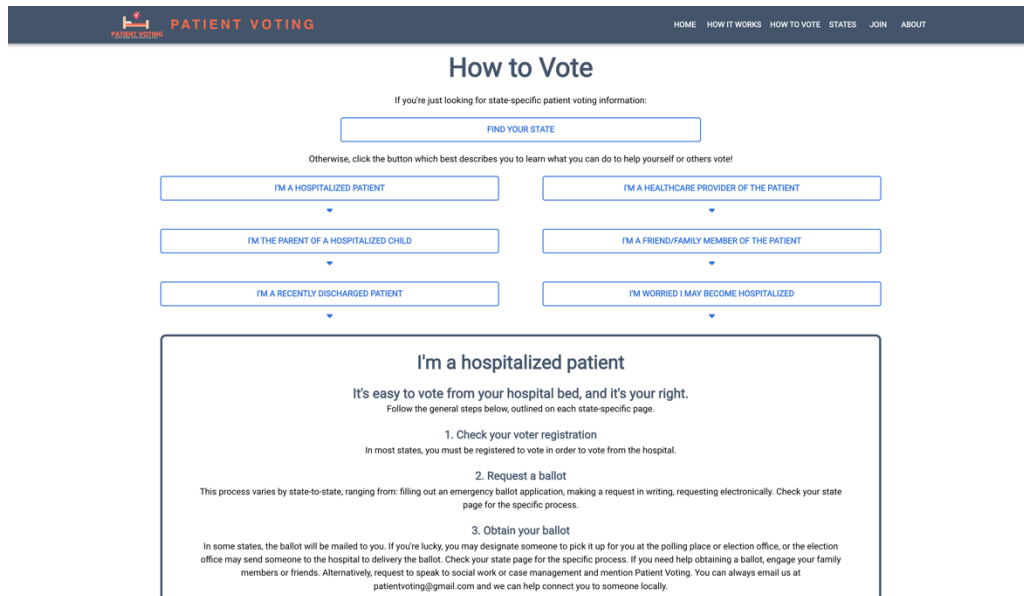 PATIENT VOTING
PATIENT VOTING
HOME HOW IT WORKS HOW TO VOTE STATES JOIN ABOUT
How to Vote
If you're just looking for state-specific patient voting information:
FIND YOUR STATE
Otherwise, click the button which best describes you to learn what you can do to help yourself or others vote!
I'M A HOSPITALIZED PATIENT
I'M A HEALTHCARE PROVIDER OF THE PATIENT
I'M THE PARENT OF A HOSPITALIZED CHILD
I'M A FRIEND/FAMILY MEMBER OF THE PATIENT
I'M A RECENTLY DISCHARGED PATIENT
I'M WORRIED I MAY BECOME HOSPITALIZED
I'm a hospitalized patient
It's easy to vote from your hospital bed, and it's your right.
Follow the general steps below, outlined on each state-specific page.
1. Check your voter registration
In most states, you must be registered to vote in order to vote from the hospital.
2. Request a ballot
This process varies by state-to-state, ranging from: filling out an emergency ballot application, making a request in writing, requesting electronically. Check your state
page for the specific process.
3. Obtain your ballot
In some states, the ballot will be mailed to you. If you're lucky, you may designate someone to pick it up for you at the polling place or election office, or the election
office may send someone to the hospital to delivery the ballot. Check your state page for the specific process. If you need help obtaining a ballot, engage your family
members or friends. Alternatively, request to speak to social work or case management and mention Patient Voting. You can always email us at
patientvoting@gmail.com and we can help connect you to someone locally.